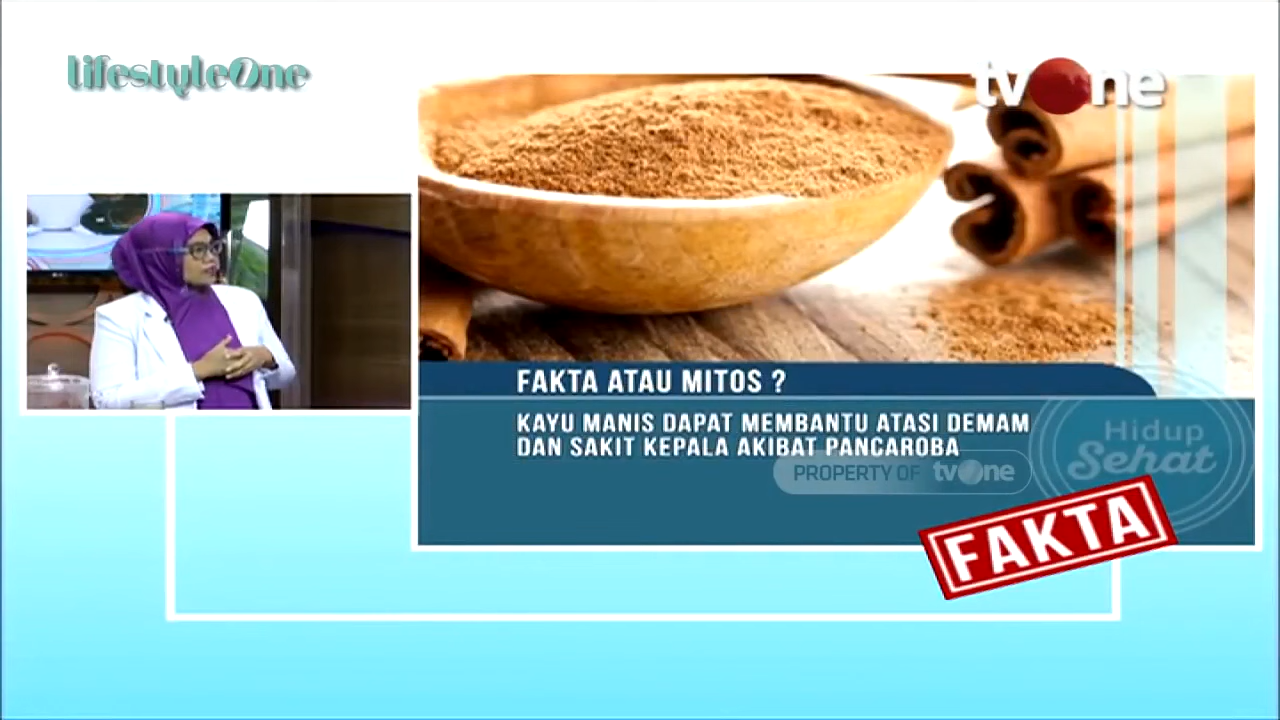 lifestyleOne
tvOne
FAKTA ATAU MITOS ?
KAYU MANIS DAPAT MEMBANTU ATASI DEMAM
DAN SAKIT KEPALA AKIBAT PANCAROBA
Hidup
Sehat
PROPERTY OF tvOne
FAKTA